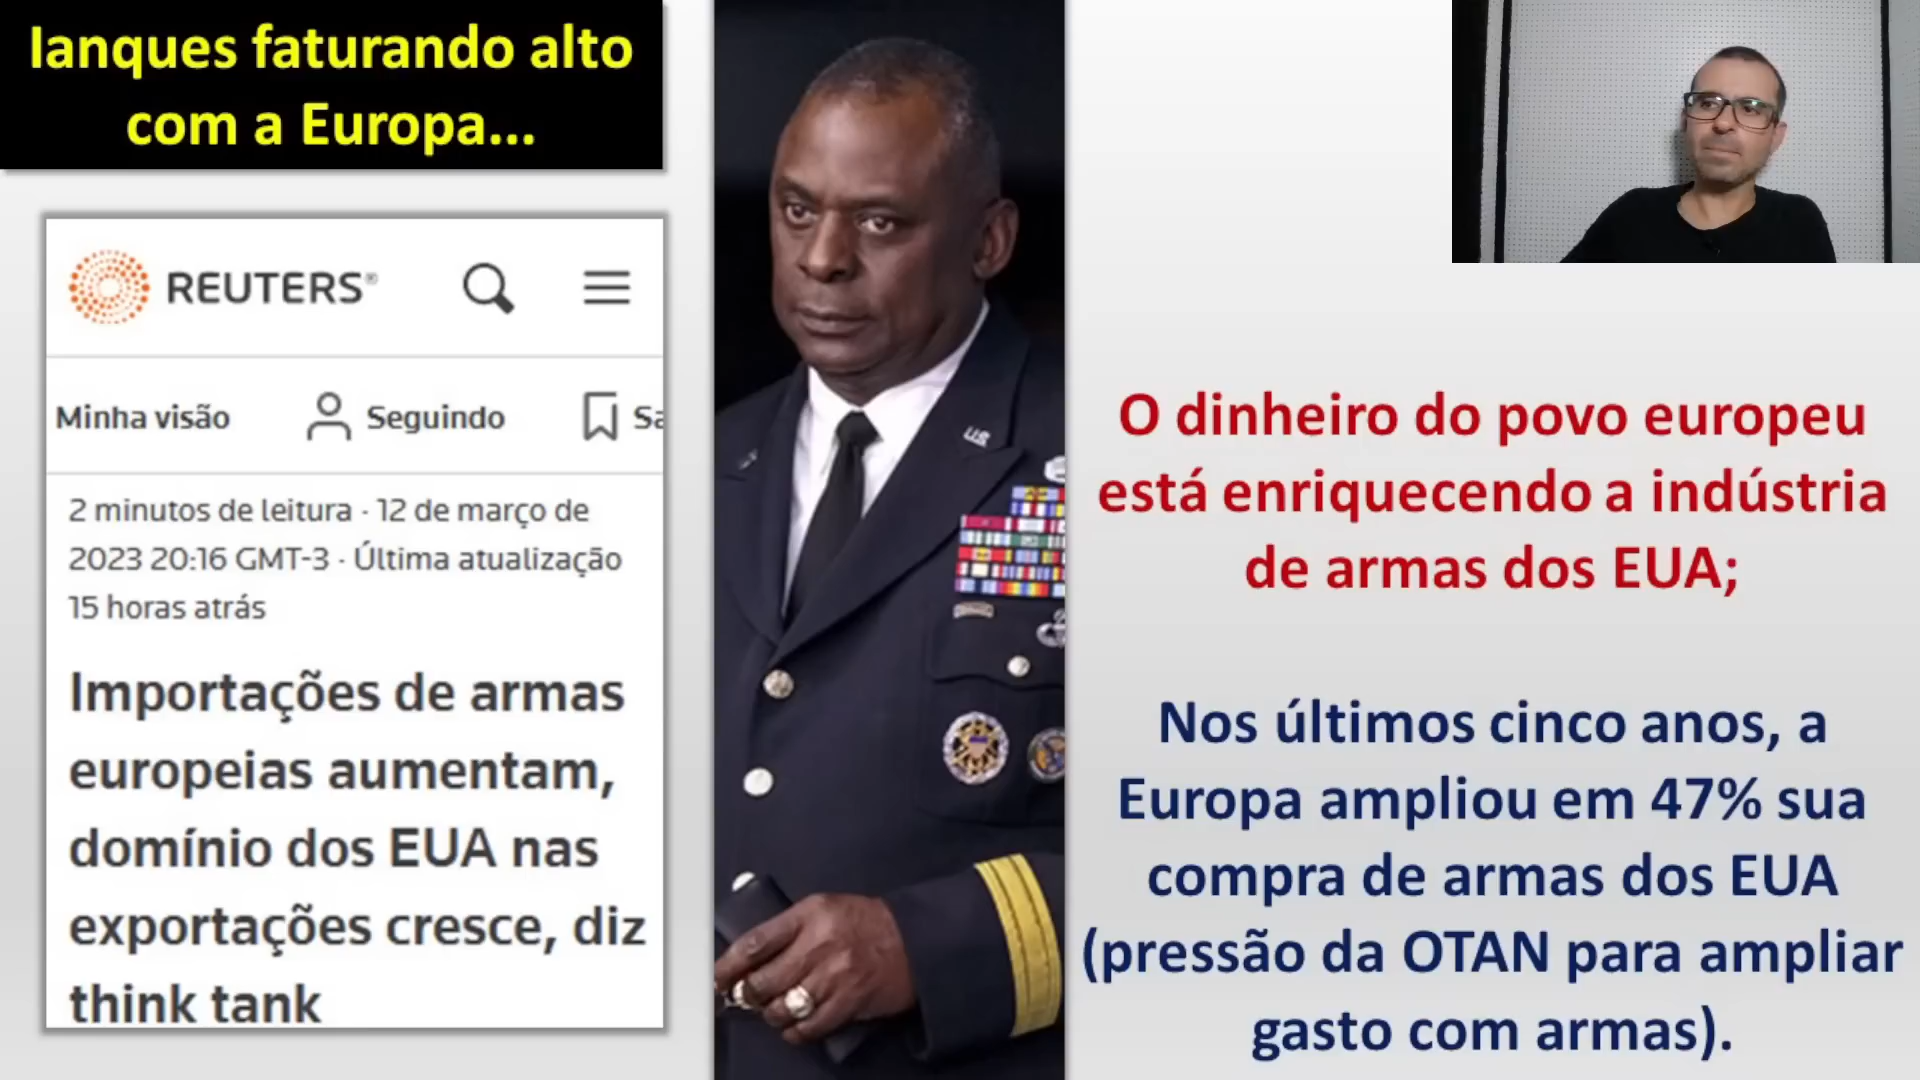 Ianques faturando alto
com a Europa...
REUTERS®
Minha visão Seguindo Sa
2 minutos de leitura · 12 de março de
2023 20:16 GMT-3 · Última atualização
15 horas atrás
Importações de armas
europeias aumentam,
domínio dos EUA nas
exportações cresce, diz
think tank
US
O dinheiro do povo europeu
está enriquecendo a indústria
de armas dos EUA;
Nos últimos cinco anos, a
Europa ampliou em 47% sua
compra de armas dos EUA
(pressão da OTAN para ampliar
gasto com armas).